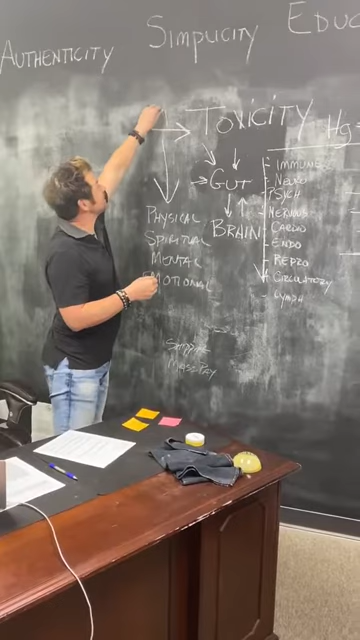 AUTHENTICITY SIMPLICITY EDUC
TOXICITY Hg=
GUT
BRAIN
PHYSICAL
SPIRITUAL
MENTAL
EMOTIONAL
IMMUNE
NEURO
PSYCH
NERVOUS
CARDIO
ENDO
REPRO
CIRCULATORY
LYMPH